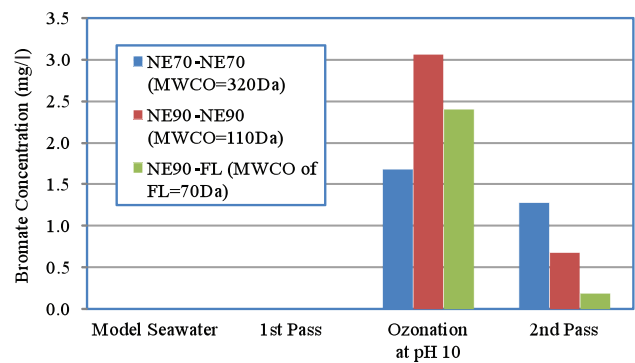 Bromate Concentration (mg/l)
3.5
3.0
2.5
2.0
1.5
1.0
0.5
0.0
NE70-NE70
(MWCO=320Da)
NE90-NE90
(MWCO=110Da)
NE90-FL (MWCO of
FL=70Da)
Model Seawater
1st Pass
Ozonation
at pH 10
2nd Pass